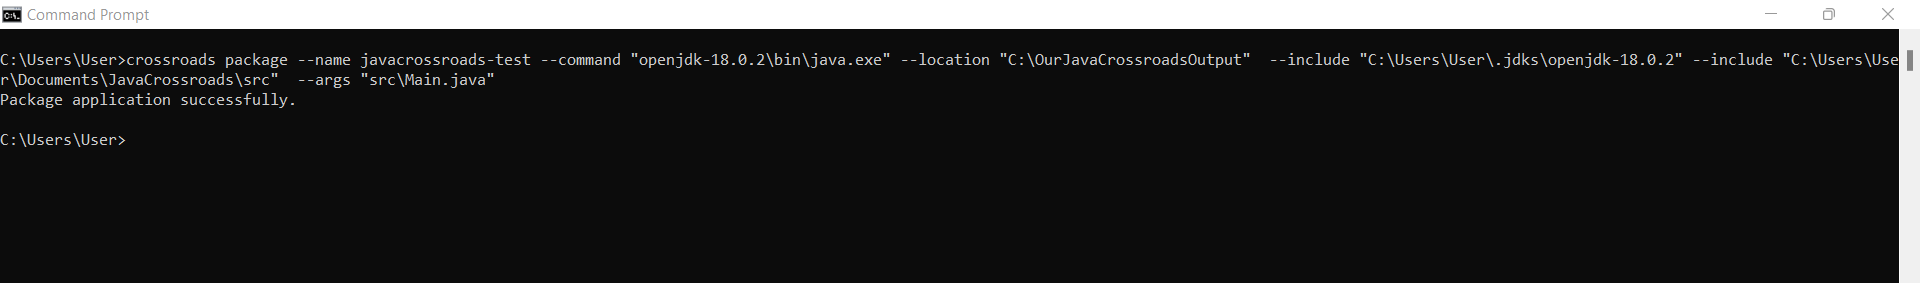 Command Prompt
C:\Users\User>crossroads package --name javacrossroads-test --command "openjdk-18.0.2\bin\java.exe" --location "C:\OurJavaCrossroadsOutput"  --include "C:\Users\User\.jdks\openjdk-18.0.2" --include "C:\Users\Use
r\Documents\JavaCrossroads\src"  --args "src\Main.java"
Package application successfully.
C:\Users\User>